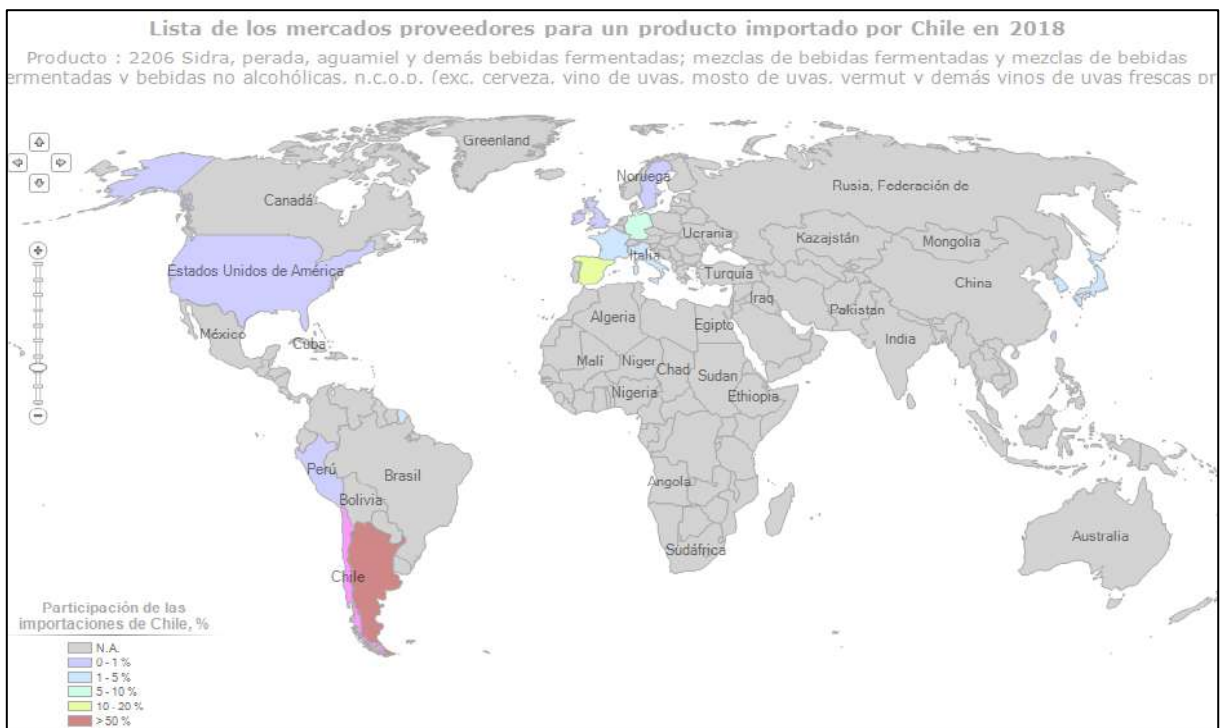 Lista de los mercados proveedores para un producto importado por Chile en 2018
Producto : 2206 Sidra, perada, aguamiel y demás bebidas fermentadas; mezclas de bebidas fermentadas y mezclas de bebidas
ermentadas y bebidas no alcohólicas, n.c.o.p. (exc. cerveza, vino de uvas, mosto de uvas, vermut y demás vinos de uvas frescas pr
Greenland
Noruega
Rusia, Federación de
Canadá
Ucrania
Kazajstán
Mongolia
Italia
Estados Unidos de América
Turquía
China
Iraq
Pakistan
Algeria
Egipto
México
Cuba
India
Malí
Niger
Chad
Sudan
Nigeria
Ethiopia
Perú
Brasil
Bolivia
Angola
Australia
Sudáfrica
Chile
Participación de las
importaciones de Chile, %
N.A.
0 - 1 %
1 - 5 %
5 - 10 %
10 - 20 %
> 50 %